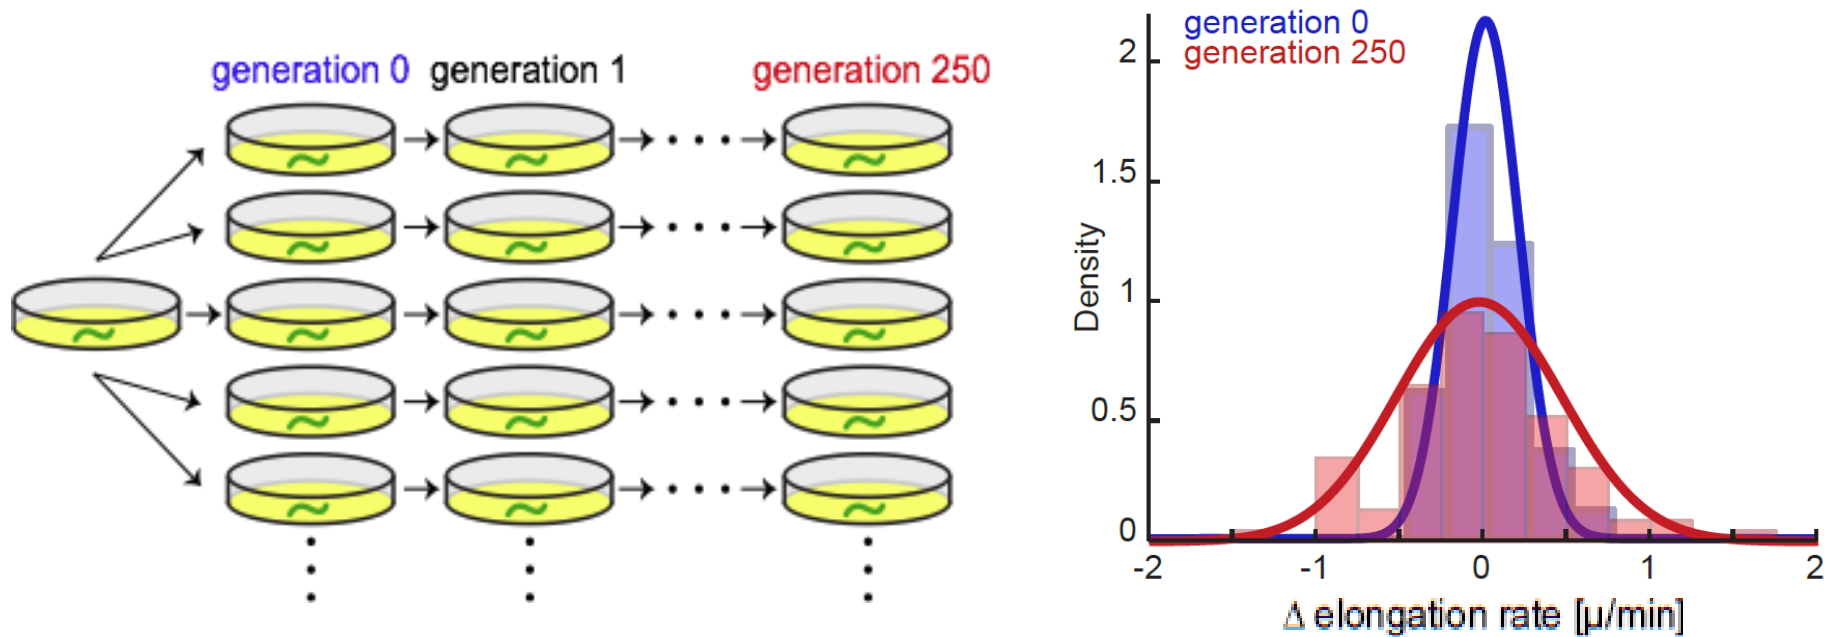 generation 0 generation 1 generation 250
generation 0
generation 250
2
1.5
1
0.5
0
-2 -1 0 1 2
Density
Δ elongation rate [μ/min]